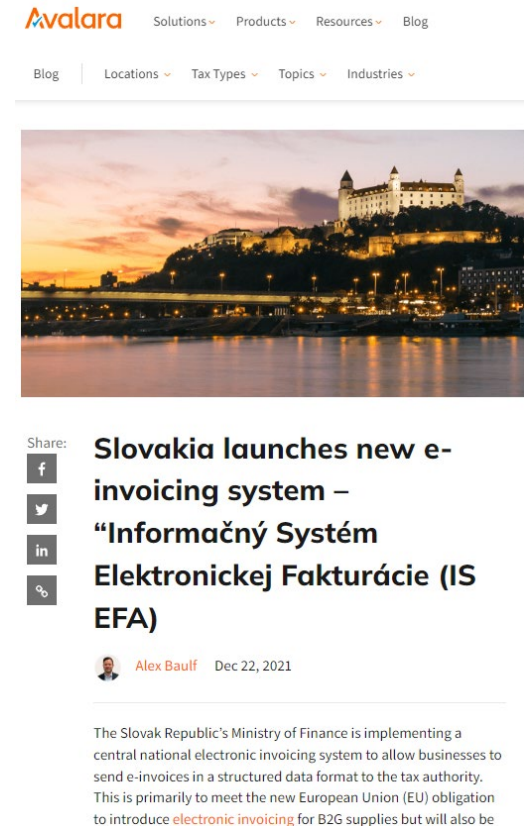 Avalara
Solutions Products Resources Blog
Blog Locations Tax Types Topics Industries
Share:
Slovakia launches new e-
invoicing system –
“Informačný Systém
Elektronickej Fakturácie (IS
EFA)
Alex Baulf Dec 22, 2021
The Slovak Republic’s Ministry of Finance is implementing a
central national electronic invoicing system to allow businesses to
send e-invoices in a structured data format to the tax authority.
This is primarily to meet the new European Union (EU) obligation
to introduce electronic invoicing for B2G supplies but will also be